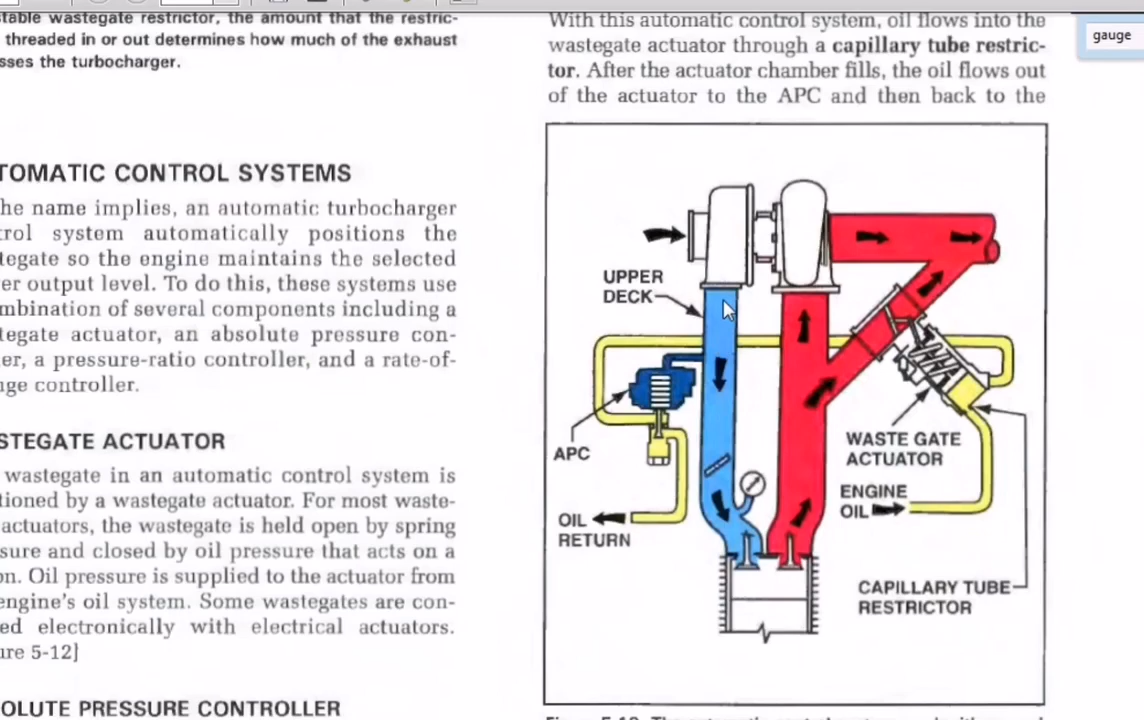 table wastegate restrictor, the amount that the restric-
threaded in or out determines how much of the exhaust
sses the turbocharger.
TOMATIC CONTROL SYSTEMS
he name implies, an automatic turbocharger
trol system automatically positions the
tegate so the engine maintains the selected
er output level. To do this, these systems use
mbination of several components including a
tegate actuator, an absolute pressure con-
er, a pressure-ratio controller, and a rate-of-
nge controller.
STEGATE ACTUATOR
wastegate in an automatic control system is
tioned by a wastegate actuator. For most waste-
actuators, the wastegate is held open by spring
sure and closed by oil pressure that acts on a
on. Oil pressure is supplied to the actuator from
engine's oil system. Some wastegates are con-
ed electronically with electrical actuators.
ure 5-12]
OLUTE PRESSURE CONTROLLER
With this automatic control system, oil flows into the
wastegate actuator through a capillary tube restric-
tor. After the actuator chamber fills, the oil flows out
of the actuator to the APC and then back to the
UPPER
DECK
APC
WASTE GATE
ACTUATOR
ENGINE
OIL
OIL
RETURN
CAPILLARY TUBE
RESTRICTOR
gauge